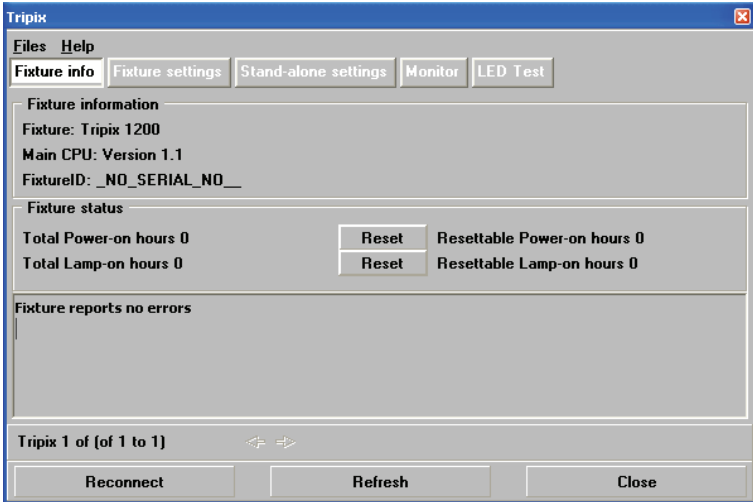 Tripix
Files Help
Fixture info Fixture settings Stand-alone settings Monitor LED Test
Fixture information
Fixture: Tripix 1200
Main CPU: Version 1.1
FixtureID: _NO_SERIAL_NO__
Fixture status
Total Power-on hours 0 Reset Resettable Power-on hours 0
Total Lamp-on hours 0 Reset Resettable Lamp-on hours 0
Fixture reports no errors
Tripix 1 of (of 1 to 1)
Reconnect Refresh Close